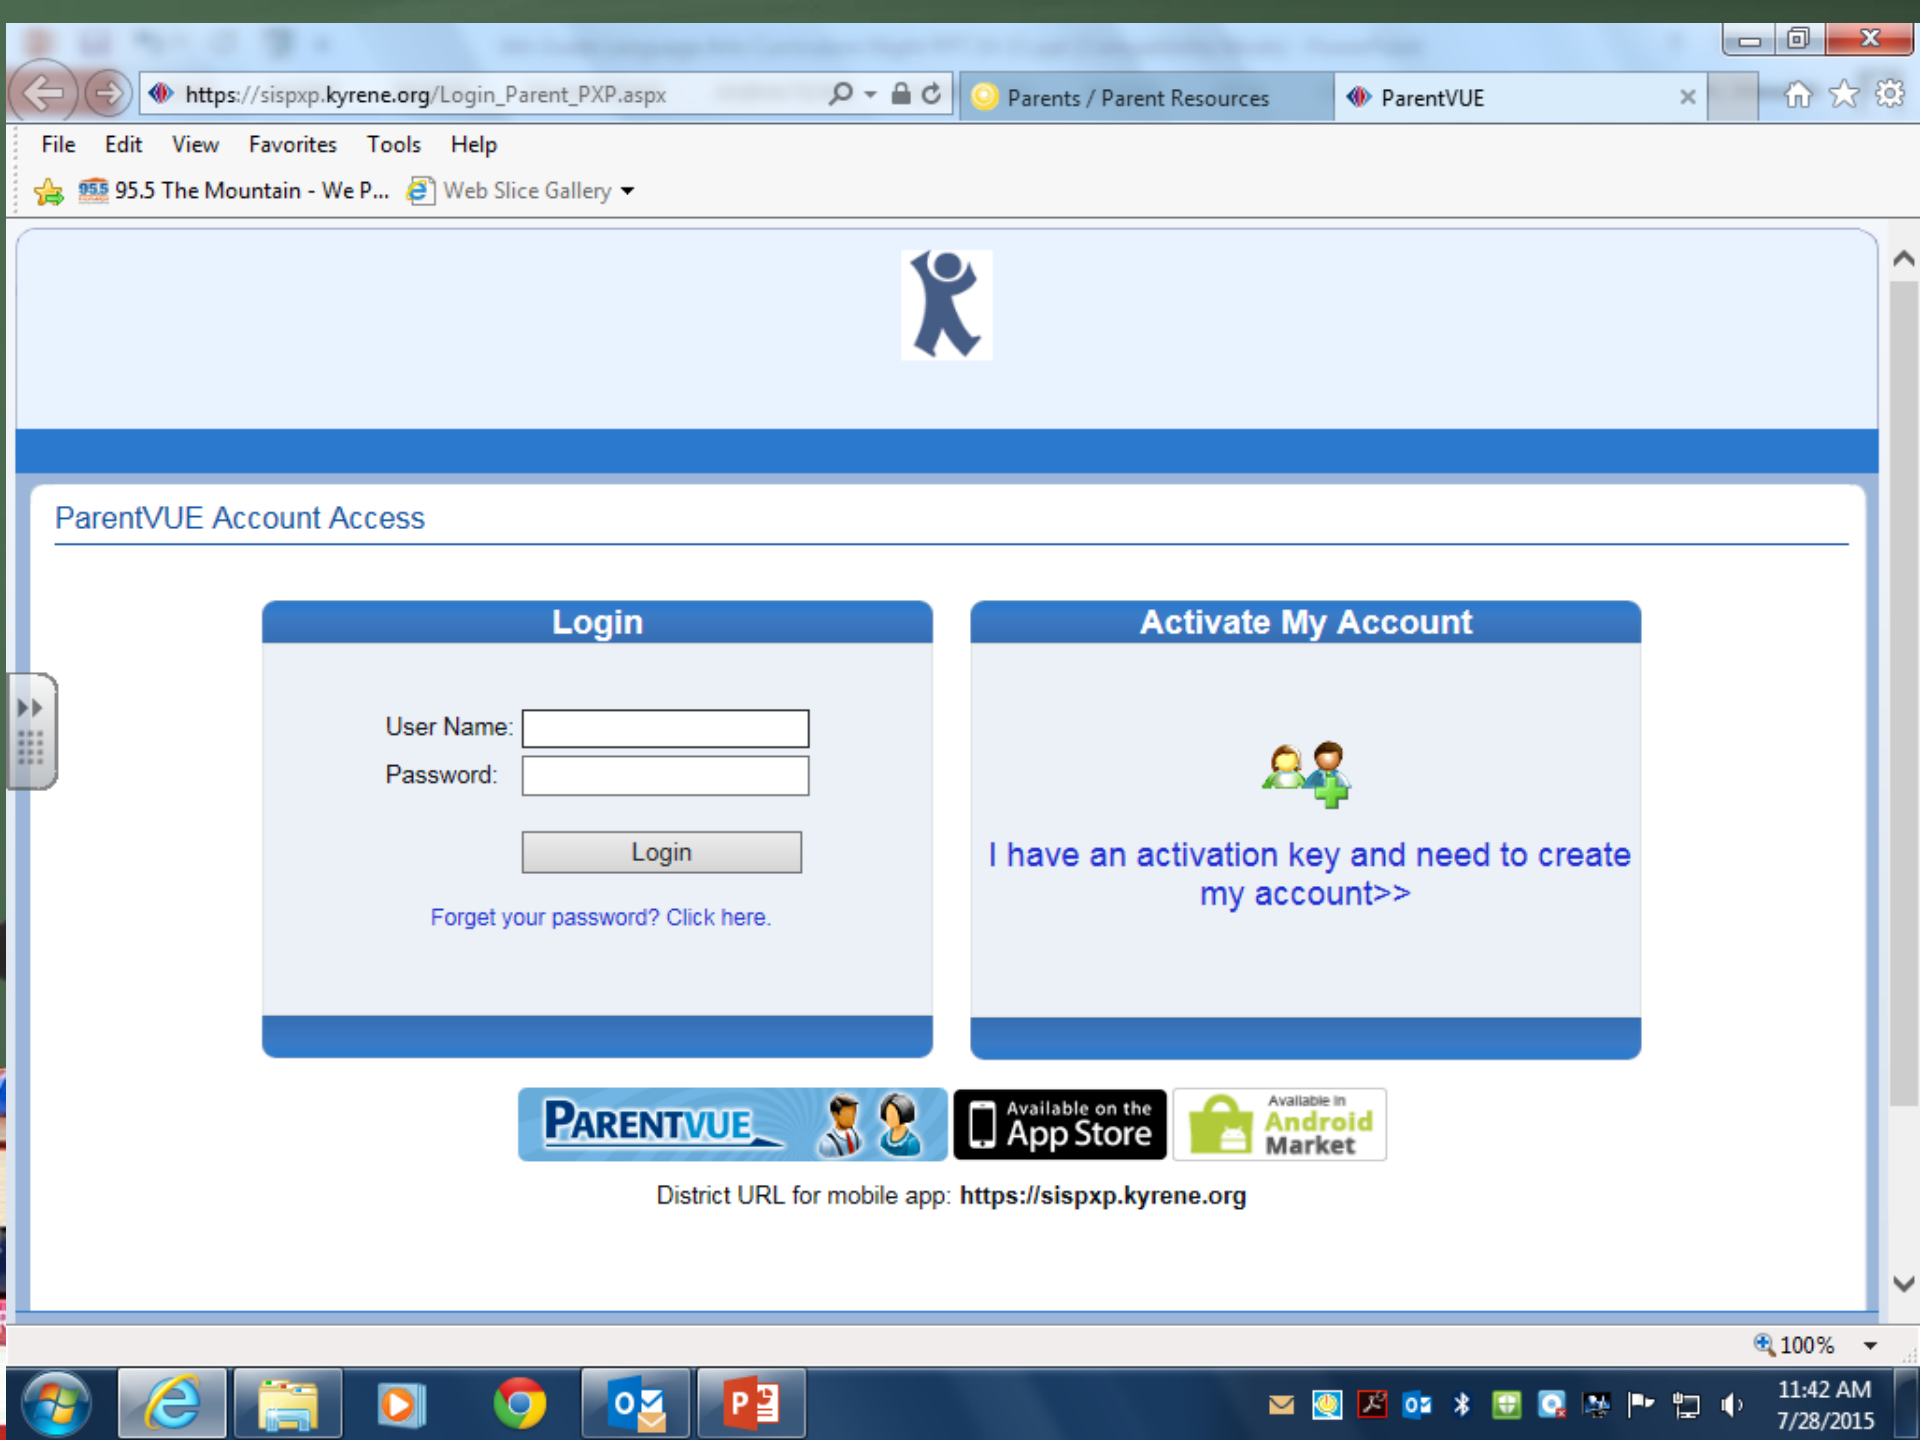 https://sispxp.kyrene.org/Login_Parent_PXP.aspx
Parents / Parent Resources
ParentVUE
File Edit View Favorites Tools Help
95.5 The Mountain - We P... Web Slice Gallery
ParentVUE Account Access
Login
Activate My Account
User Name:
Password:
Login
Forget your password? Click here.
I have an activation key and need to create
my account>>
PARENTVUE
Available on the
App Store
Available in
Android
Market
District URL for mobile app: https://sispxp.kyrene.org
100%
11:42 AM
7/28/2015